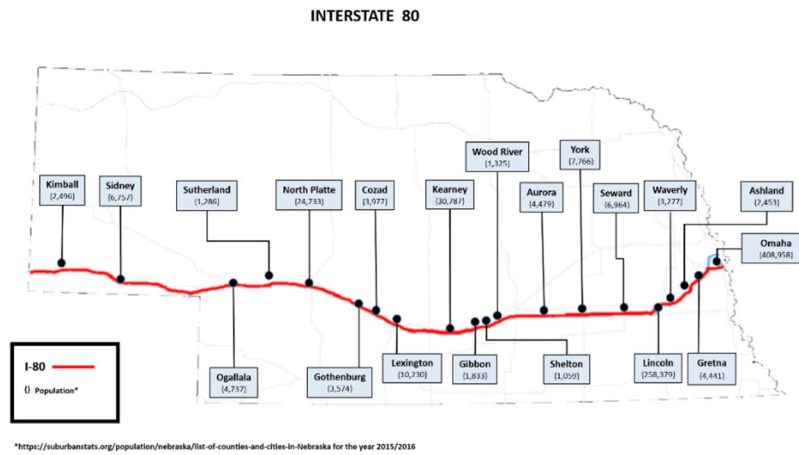 INTERSTATE 80
Wood River
(1,325)
York
(7,766)
Kimball
(2,496)
Sidney
(6,757)
Sutherland
(1,286)
North Platte
(24,733)
Cozad
(3,977)
Kearney
(30,787)
Aurora
(4,479)
Seward
(6,964)
Waverly
(3,277)
Ashland
(2,453)
Omaha
(408,958)
I-80
() Population*
Ogallala
(4,737)
Gothenburg
(3,574)
Lexington
(10,230)
Gibbon
(1,833)
Shelton
(1,059)
Lincoln
(258,379)
Gretna
(4,441)
*https://suburbanstats.org/population/nebraska/list-of-counties-and-cities-in-Nebraska for the year 2015/2016